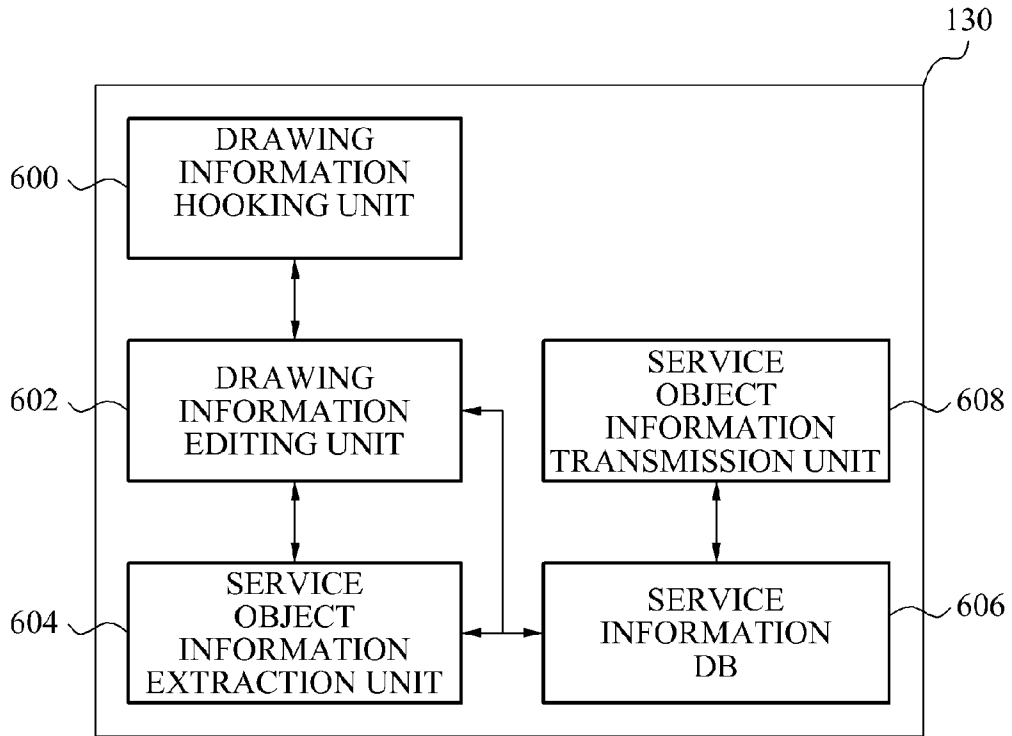 130
600
DRAWING
INFORMATION
HOOKING UNIT
602
DRAWING
INFORMATION
EDITING UNIT
SERVICE
OBJECT
INFORMATION
TRANSMISSION UNIT
608
604
SERVICE
OBJECT
INFORMATION
EXTRACTION UNIT
SERVICE
INFORMATION
DB
606